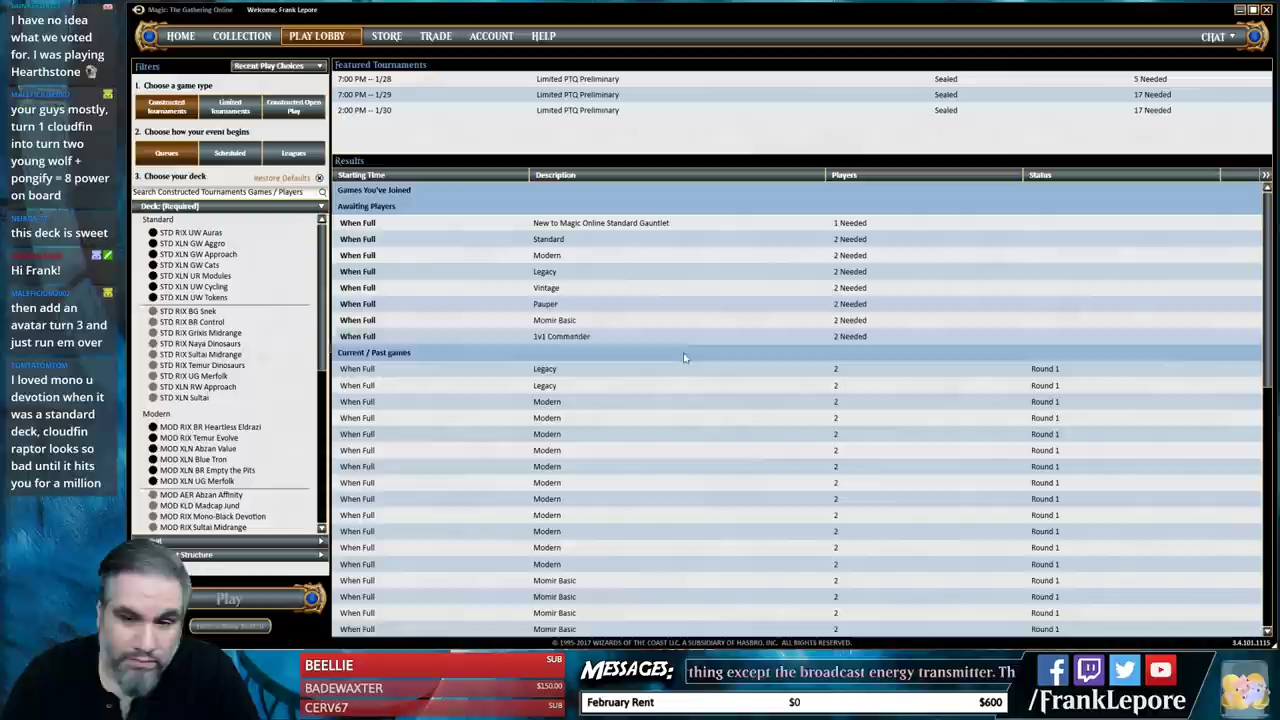 I have no idea
what we voted
for. I was playing
Hearthstone
your guys mostly,
turn 1 cloudfin
into turn two
young wolf +
pongify = 8 power
on board
this deck is sweet
Hi Frank!
MALEFICIOM2002
then add an
avatar turn 3 and
just run em over
TOMTATOMTOM
I loved mono u
devotion when it
was a standard
deck, cloudfin
raptor looks so
bad until it hits
you for a million
Magic: The Gathering Online Welcome, Frank Lepore
HOME COLLECTION PLAY LOBBY STORE TRADE ACCOUNT HELP CHAT
Filters Recent Play Choices
1. Choose a game type
Constructed Tournaments Limited Tournaments Constructed Open Play
2. Choose how your event begins
Queues Scheduled Leagues
3. Choose your deck Restore Defaults
Search Constructed Tournaments Games / Players
Deck: [Required]
Standard
STD RIX UW Auras
STD XLN GW Aggro
STD XLN GW Approach
STD XLN GW Cats
STD XLN UR Modules
STD XLN UW Cycling
STD XLN UW Tokens
STD RIX BG Snek
STD RIX BR Control
STD RIX Grixis Midrange
STD RIX Naya Dinosaurs
STD RIX Sultai Midrange
STD RIX Temur Dinosaurs
STD RIX UG Merfolk
STD XLN RW Approach
STD XLN Sultai
Modern
MOD RIX BR Heartless Eldrazi
MOD RIX Temur Evolve
MOD XLN Abzan Value
MOD XLN Blue Tron
MOD XLN BR Empty the Pits
MOD XLN UG Merfolk
MOD AER Abzan Affinity
MOD KLD Madcap Jund
MOD RIX Mono-Black Devotion
MOD RIX Sultai Midrange
Structure
Play
Featured Tournaments
7:00 PM -- 1/28 Limited PTQ Preliminary Sealed 5 Needed
7:00 PM -- 1/29 Limited PTQ Preliminary Sealed 17 Needed
2:00 PM -- 1/30 Limited PTQ Preliminary Sealed 17 Needed
Results
Starting Time Description Players Status
Games You've Joined
Awaiting Players
When Full New to Magic Online Standard Gauntlet 1 Needed
When Full Standard 2 Needed
When Full Modern 2 Needed
When Full Legacy 2 Needed
When Full Vintage 2 Needed
When Full Pauper 2 Needed
When Full Momir Basic 2 Needed
When Full 1v1 Commander 2 Needed
Current / Past games
When Full Legacy 2 Round 1
When Full Legacy 2 Round 1
When Full Modern 2 Round 1
When Full Modern 2 Round 1
When Full Modern 2 Round 1
When Full Modern 2 Round 1
When Full Modern 2 Round 1
When Full Modern 2 Round 1
When Full Modern 2 Round 1
When Full Modern 2 Round 1
When Full Modern 2 Round 1
When Full Modern 2 Round 1
When Full Modern 2 Round 1
When Full Momir Basic 2 Round 1
When Full Momir Basic 2 Round 1
When Full Momir Basic 2 Round 1
When Full Momir Basic 2 Round 1
© 1995-2017 WIZARDS OF THE COAST LLC, A SUBSIDIARY OF HASBRO, INC. ALL RIGHTS RESERVED. 3.4.101.1115
BEELLIE SUB
BADEWAXTER $150.00
CERV67 SUB
MESSAGES: thing except the broadcast energy transmitter. Th
February Rent $0 $600
/FrankLepore